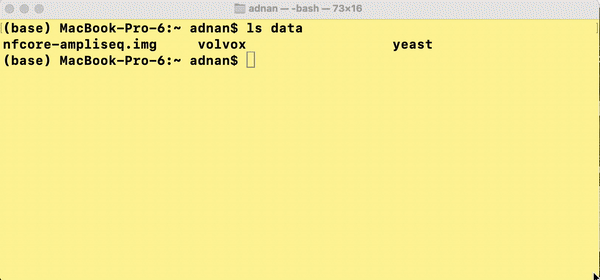 adnan — -bash — 73×16
(base) MacBook-Pro-6:~ adnan$ ls data
nfcore-ampliseq.img     volvox                  yeast
(base) MacBook-Pro-6:~ adnan$